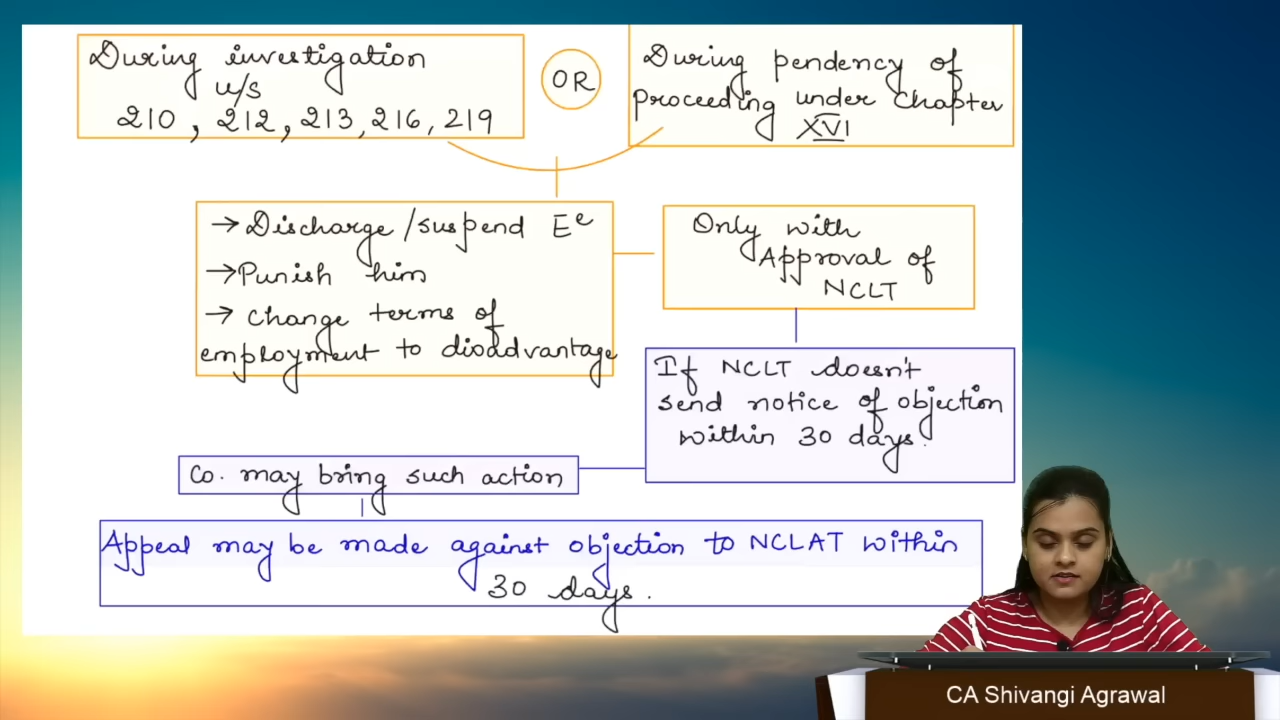 During investigation
u/s
210, 212, 213, 216, 219
OR
During pendency of
proceeding under Chapter
XVI
→ Discharge/suspend Eᵉ
→ Punish him
→ change terms of
employment to disadvantage
Only with
Approval of
NCLT
If NCLT doesn't
send notice of objection
within 30 days.
Co. may bring such action
Appeal may be made against objection to NCLAT within
30 days.
CA Shivangi Agrawal